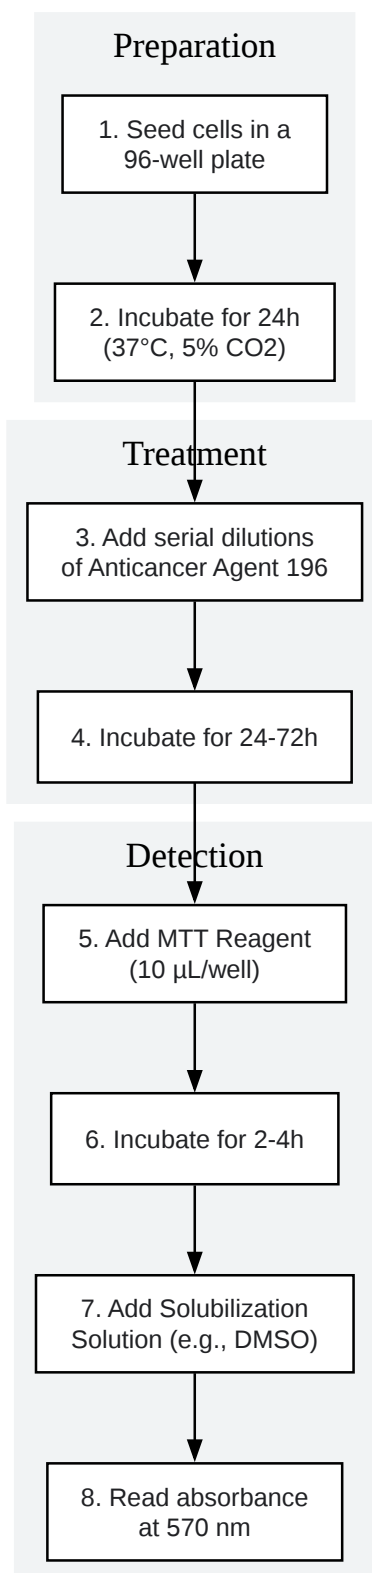 Preparation
1. Seed cells in a
96-well plate
2. Incubate for 24h
(37°C, 5% CO2)
Treatment
3. Add serial dilutions
of Anticancer Agent 196
4. Incubate for 24-72h
Detection
5. Add MTT Reagent
(10 µL/well)
6. Incubate for 2-4h
7. Add Solubilization
Solution (e.g., DMSO)
8. Read absorbance
at 570 nm